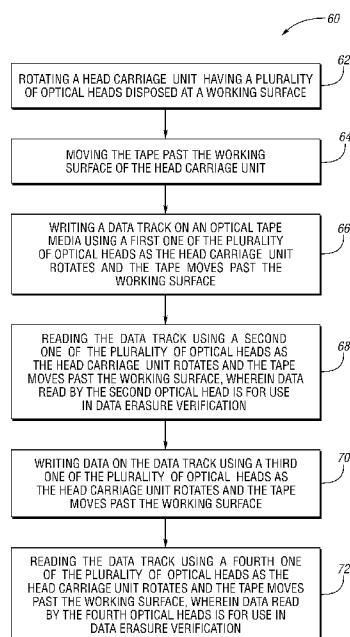 60
ROTATING A HEAD CARRIAGE UNIT HAVING A PLURALITY
OF OPTICAL HEADS DISPOSED AT A WORKING SURFACE
62
MOVING THE TAPE PAST THE WORKING
SURFACE OF THE HEAD CARRIAGE UNIT
64
WRITING A DATA TRACK ON AN OPTICAL TAPE
MEDIA USING A FIRST ONE OF THE PLURALITY
OF OPTICAL HEADS AS THE HEAD CARRIAGE UNIT
ROTATES AND THE TAPE MOVES PAST THE
WORKING SURFACE
66
READING THE DATA TRACK USING A SECOND
ONE OF THE PLURALITY OF OPTICAL HEADS AS
THE HEAD CARRIAGE UNIT ROTATES AND THE TAPE
MOVES PAST THE WORKING SURFACE, WHEREIN DATA
READ BY THE SECOND OPTICAL HEAD IS FOR USE
IN DATA ERASURE VERIFICATION
68
WRITING DATA ON THE DATA TRACK USING A THIRD
ONE OF THE PLURALITY OF OPTICAL HEADS AS
THE HEAD CARRIAGE UNIT ROTATES AND THE TAPE
MOVES PAST THE WORKING SURFACE
70
READING THE DATA TRACK USING A FOURTH ONE
OF THE PLURALITY OF OPTICAL HEADS AS THE
HEAD CARRIAGE UNIT ROTATES AND THE TAPE MOVES
PAST THE WORKING SURFACE, WHEREIN DATA READ
BY THE FOURTH OPTICAL HEADS IS FOR USE IN
DATA ERASURE VERIFICATION
72